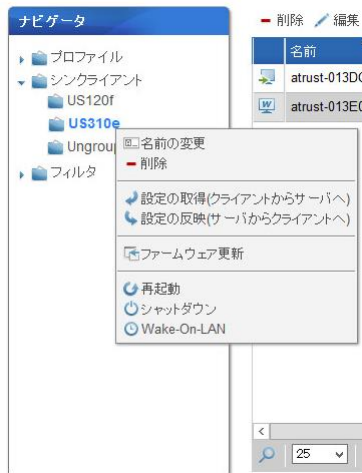 ナビゲータ
削除 編集
プロファイル
シンクライアント
US120f
US310e
Ungrou
フィルタ
名前
atrust-013D
atrust-013E
名前の変更
削除
設定の取得(クライアントからサーバへ)
設定の反映(サーバからクライアントへ)
ファームウェア更新
再起動
シャットダウン
Wake-On-LAN
25